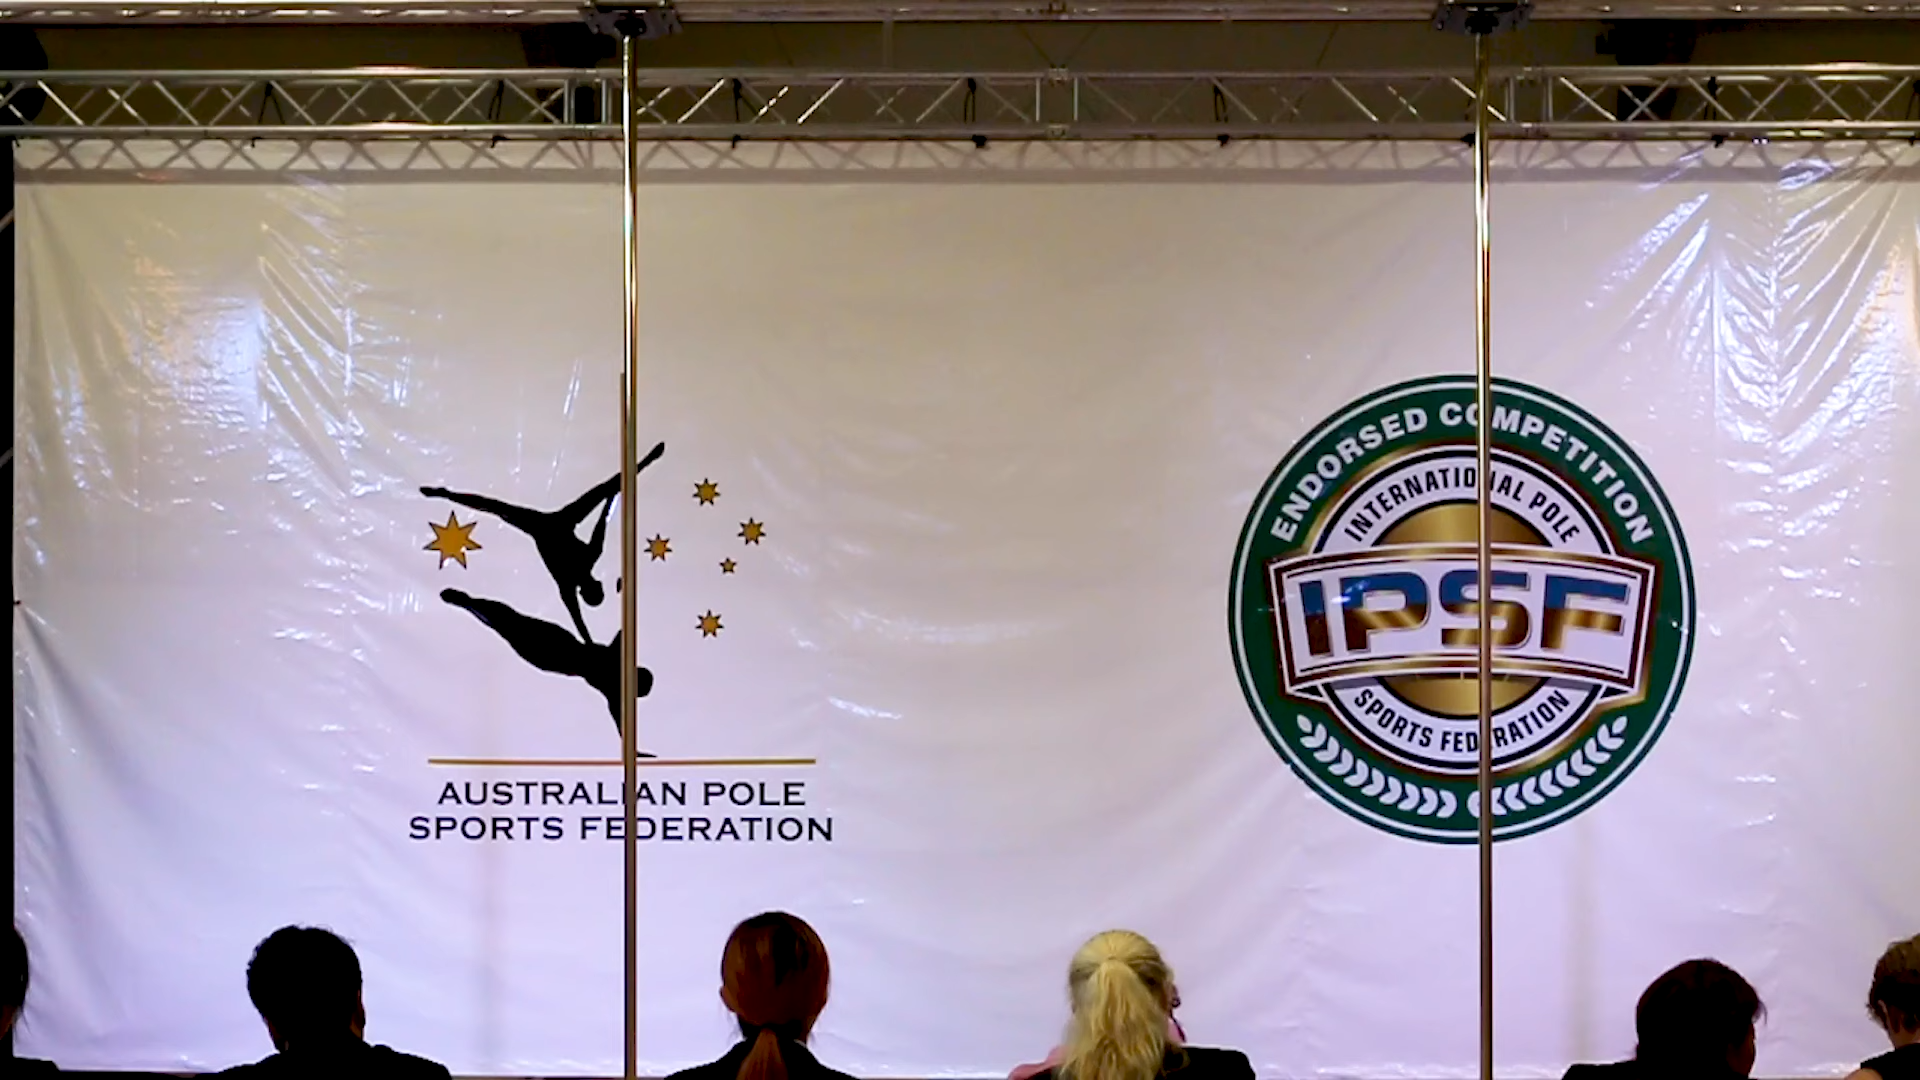 AUSTRALIAN POLE
SPORTS FEDERATION
ENDORSED COMPETITION
INTERNATIONAL POLE
IPSF
SPORTS FEDERATION